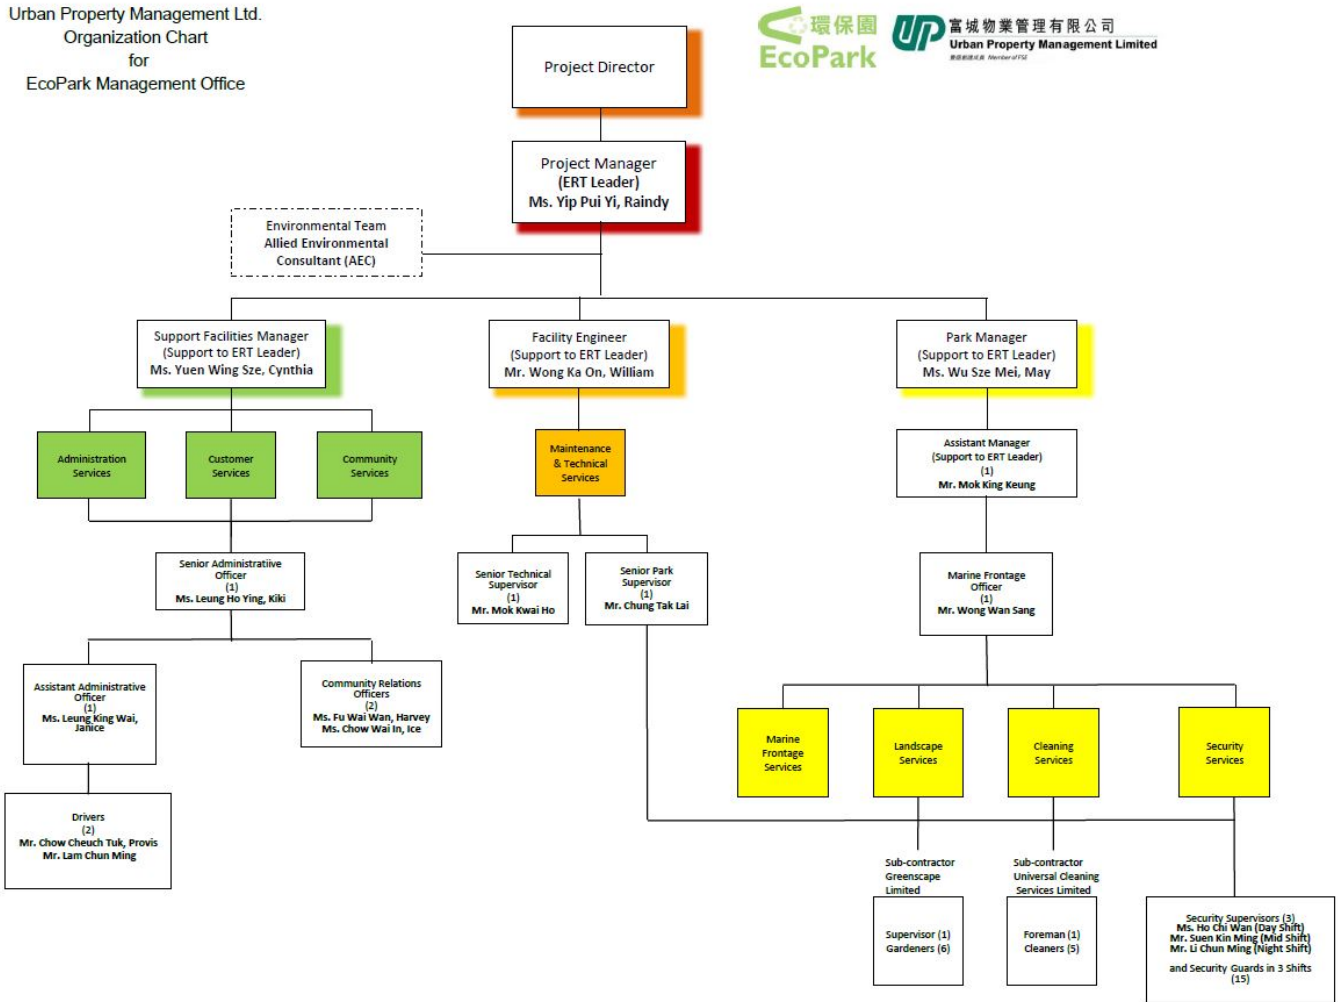 Urban Property Management Ltd.
Organization Chart
for
EcoPark Management Office
環保園
EcoPark
UP
富城物業管理有限公司
Urban Property Management Limited
Member of FSE
Project Director
Project Manager
(ERT Leader)
Ms. Yip Pui Yi, Raindy
Environmental Team
Allied Environmental
Consultant (AEC)
Support Facilities Manager
(Support to ERT Leader)
Ms. Yuen Wing Sze, Cynthia
Facility Engineer
(Support to ERT Leader)
Mr. Wong Ka On, William
Park Manager
(Support to ERT Leader)
Ms. Wu Sze Mei, May
Administration
Services
Customer
Services
Community
Services
Maintenance
& Technical
Services
Assistant Manager
(Support to ERT Leader)
(1)
Mr. Mok King Keung
Senior Administratiive
Officer
(1)
Ms. Leung Ho Ying, Kiki
Senior Technical
Supervisor
(1)
Mr. Mok Kwai Ho
Senior Park
Supervisor
(1)
Mr. Chung Tak Lai
Marine Frontage
Officer
(1)
Mr. Wong Wan Sang
Assistant Administrative
Officer
(1)
Ms. Leung King Wai,
Janice
Community Relations
Officers
(2)
Ms. Fu Wai Wan, Harvey
Ms. Chow Wai In, Ice
Marine
Frontage
Services
Landscape
Services
Cleaning
Services
Security
Services
Drivers
(2)
Mr. Chow Cheuch Tuk, Provis
Mr. Lam Chun Ming
Sub-contractor
Greenscape
Limited
Sub-contractor
Universal Cleaning
Services Limited
Supervisor (1)
Gardeners (6)
Foreman (1)
Cleaners (5)
Security Supervisors (3)
Ms. Ho Chi Wan (Day Shift)
Mr. Suen Kin Ming (Mid Shift)
Mr. Li Chun Ming (Night Shift)
and Security Guards in 3 Shifts
(15)